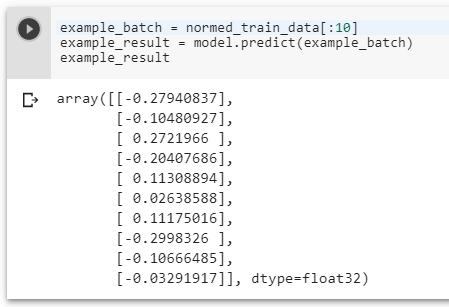 example_batch = normed_train_data[:10]
example_result = model.predict(example_batch)
example_result
array([[-0.27940837],
[-0.10480927],
[ 0.2721966 ],
[-0.20407686],
[ 0.11308894],
[ 0.02638588],
[ 0.11175016],
[-0.2998326 ],
[-0.10666485],
[-0.03291917]], dtype=float32)